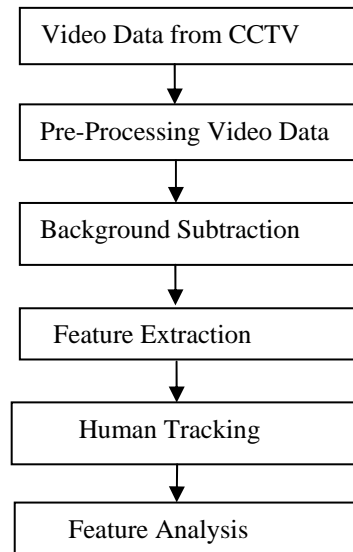 Video Data from CCTV
Pre-Processing Video Data
Background Subtraction
Feature Extraction
Human Tracking
Feature Analysis